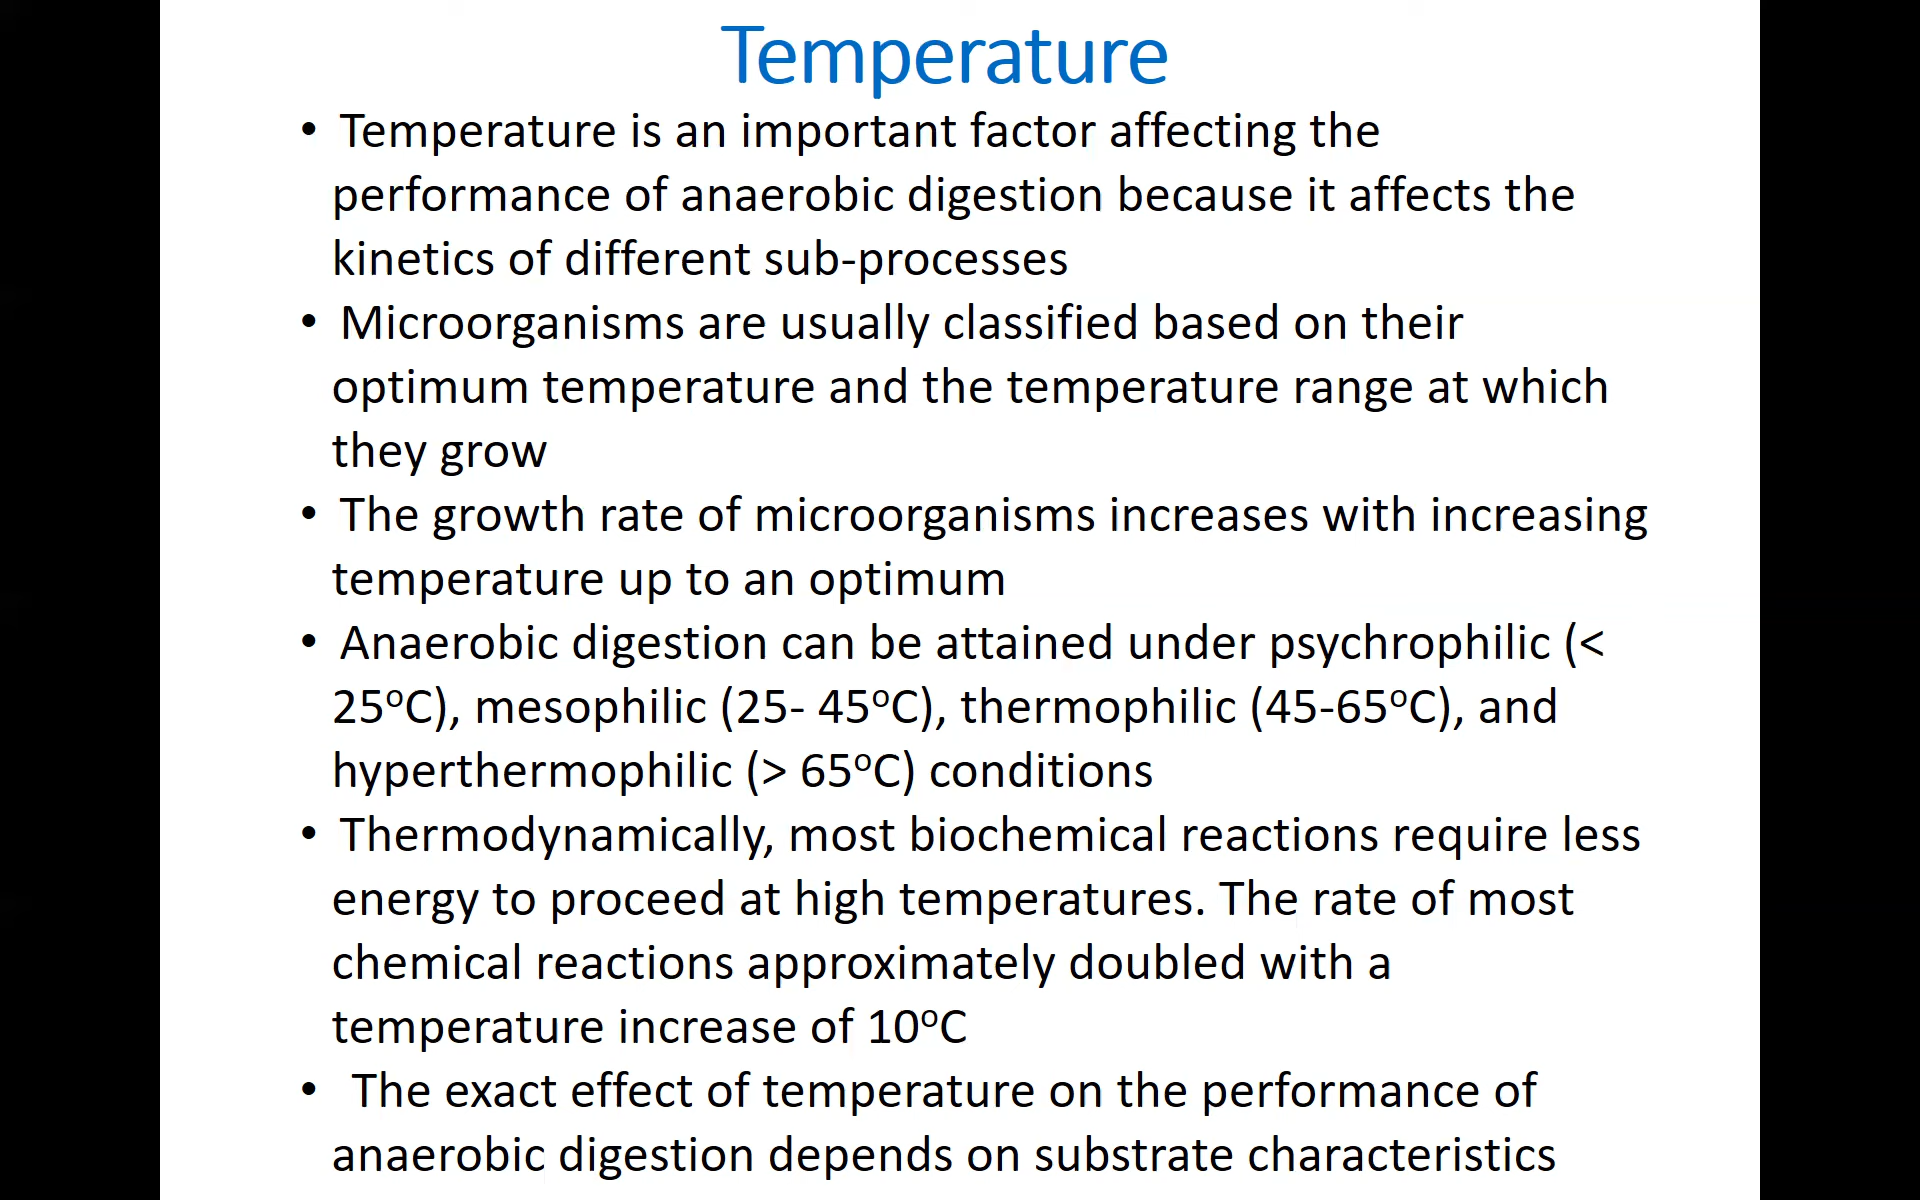 Temperature
• Temperature is an important factor affecting the
performance of anaerobic digestion because it affects the
kinetics of different sub-processes
• Microorganisms are usually classified based on their
optimum temperature and the temperature range at which
they grow
• The growth rate of microorganisms increases with increasing
temperature up to an optimum
• Anaerobic digestion can be attained under psychrophilic (<
25ºC), mesophilic (25- 45ºC), thermophilic (45-65ºC), and
hyperthermophilic (> 65ºC) conditions
• Thermodynamically, most biochemical reactions require less
energy to proceed at high temperatures. The rate of most
chemical reactions approximately doubled with a
temperature increase of 10ºC
• The exact effect of temperature on the performance of
anaerobic digestion depends on substrate characteristics